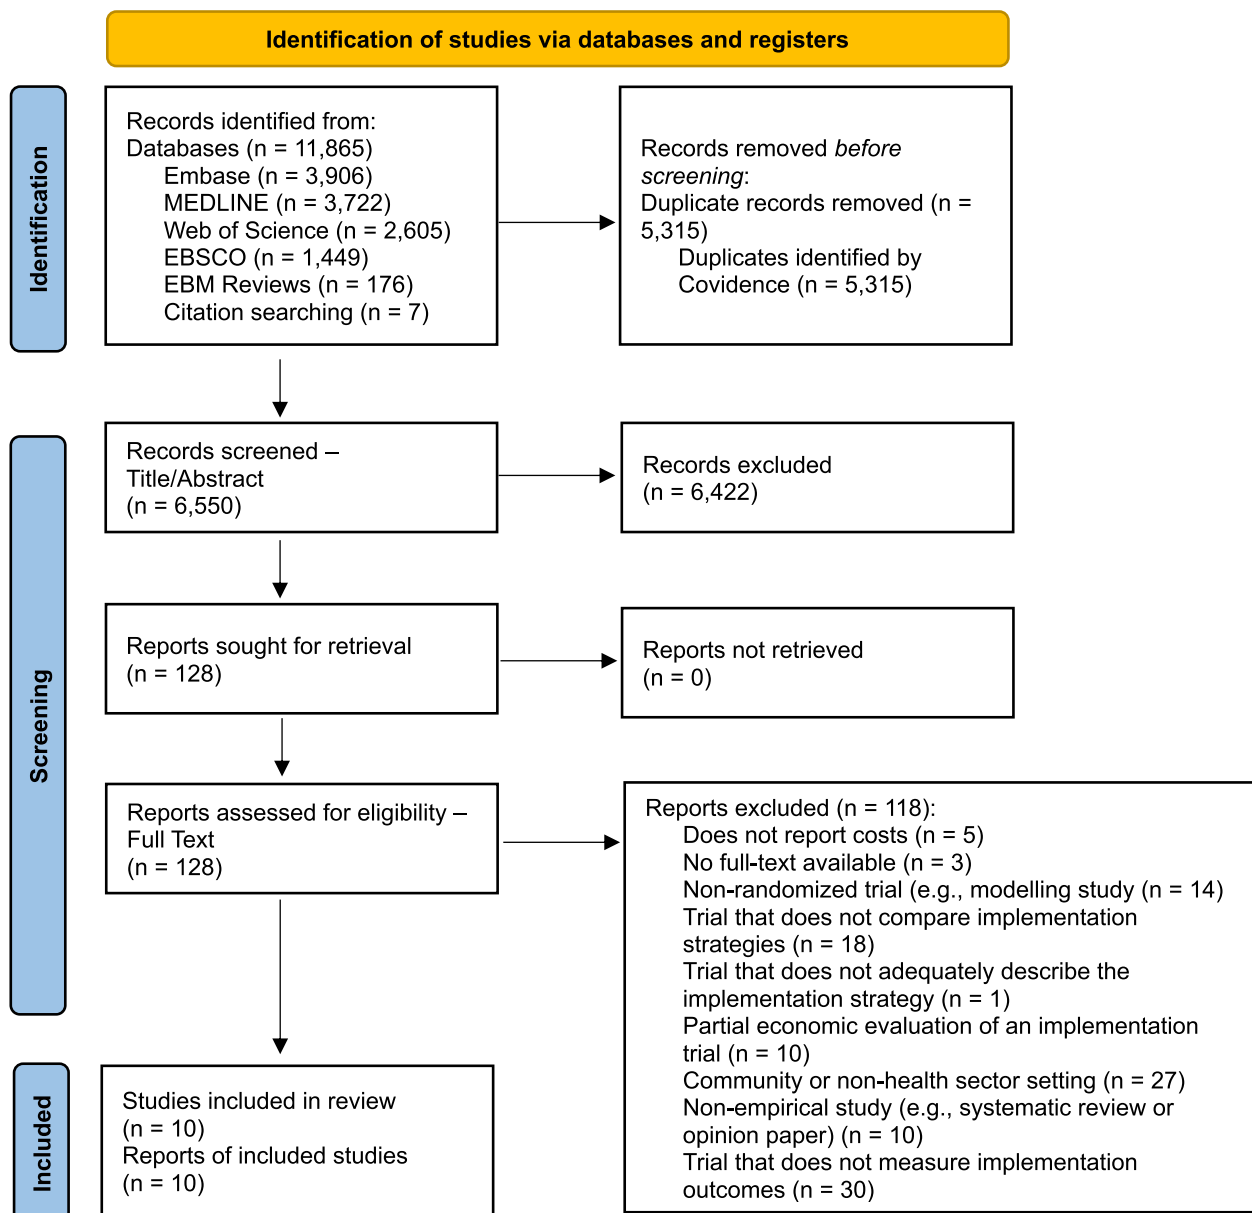 Identification of studies via databases and registers
Identification
Records identified from:
Databases (n = 11,865)
Embase (n = 3,906)
MEDLINE (n = 3,722)
Web of Science (n = 2,605)
EBSCO (n = 1,449)
EBM Reviews (n = 176)
Citation searching (n = 7)
Records removed before
screening:
Duplicate records removed (n =
5,315)
Duplicates identified by
Covidence (n = 5,315)
Screening
Records screened –
Title/Abstract
(n = 6,550)
Records excluded
(n = 6,422)
Reports sought for retrieval
(n = 128)
Reports not retrieved
(n = 0)
Reports assessed for eligibility –
Full Text
(n = 128)
Reports excluded (n = 118):
Does not report costs (n = 5)
No full-text available (n = 3)
Non-randomized trial (e.g., modelling study (n = 14)
Trial that does not compare implementation
strategies (n = 18)
Trial that does not adequately describe the
implementation strategy (n = 1)
Partial economic evaluation of an implementation
trial (n = 10)
Community or non-health sector setting (n = 27)
Non-empirical study (e.g., systematic review or
opinion paper) (n = 10)
Trial that does not measure implementation
outcomes (n = 30)
Included
Studies included in review
(n = 10)
Reports of included studies
(n = 10)